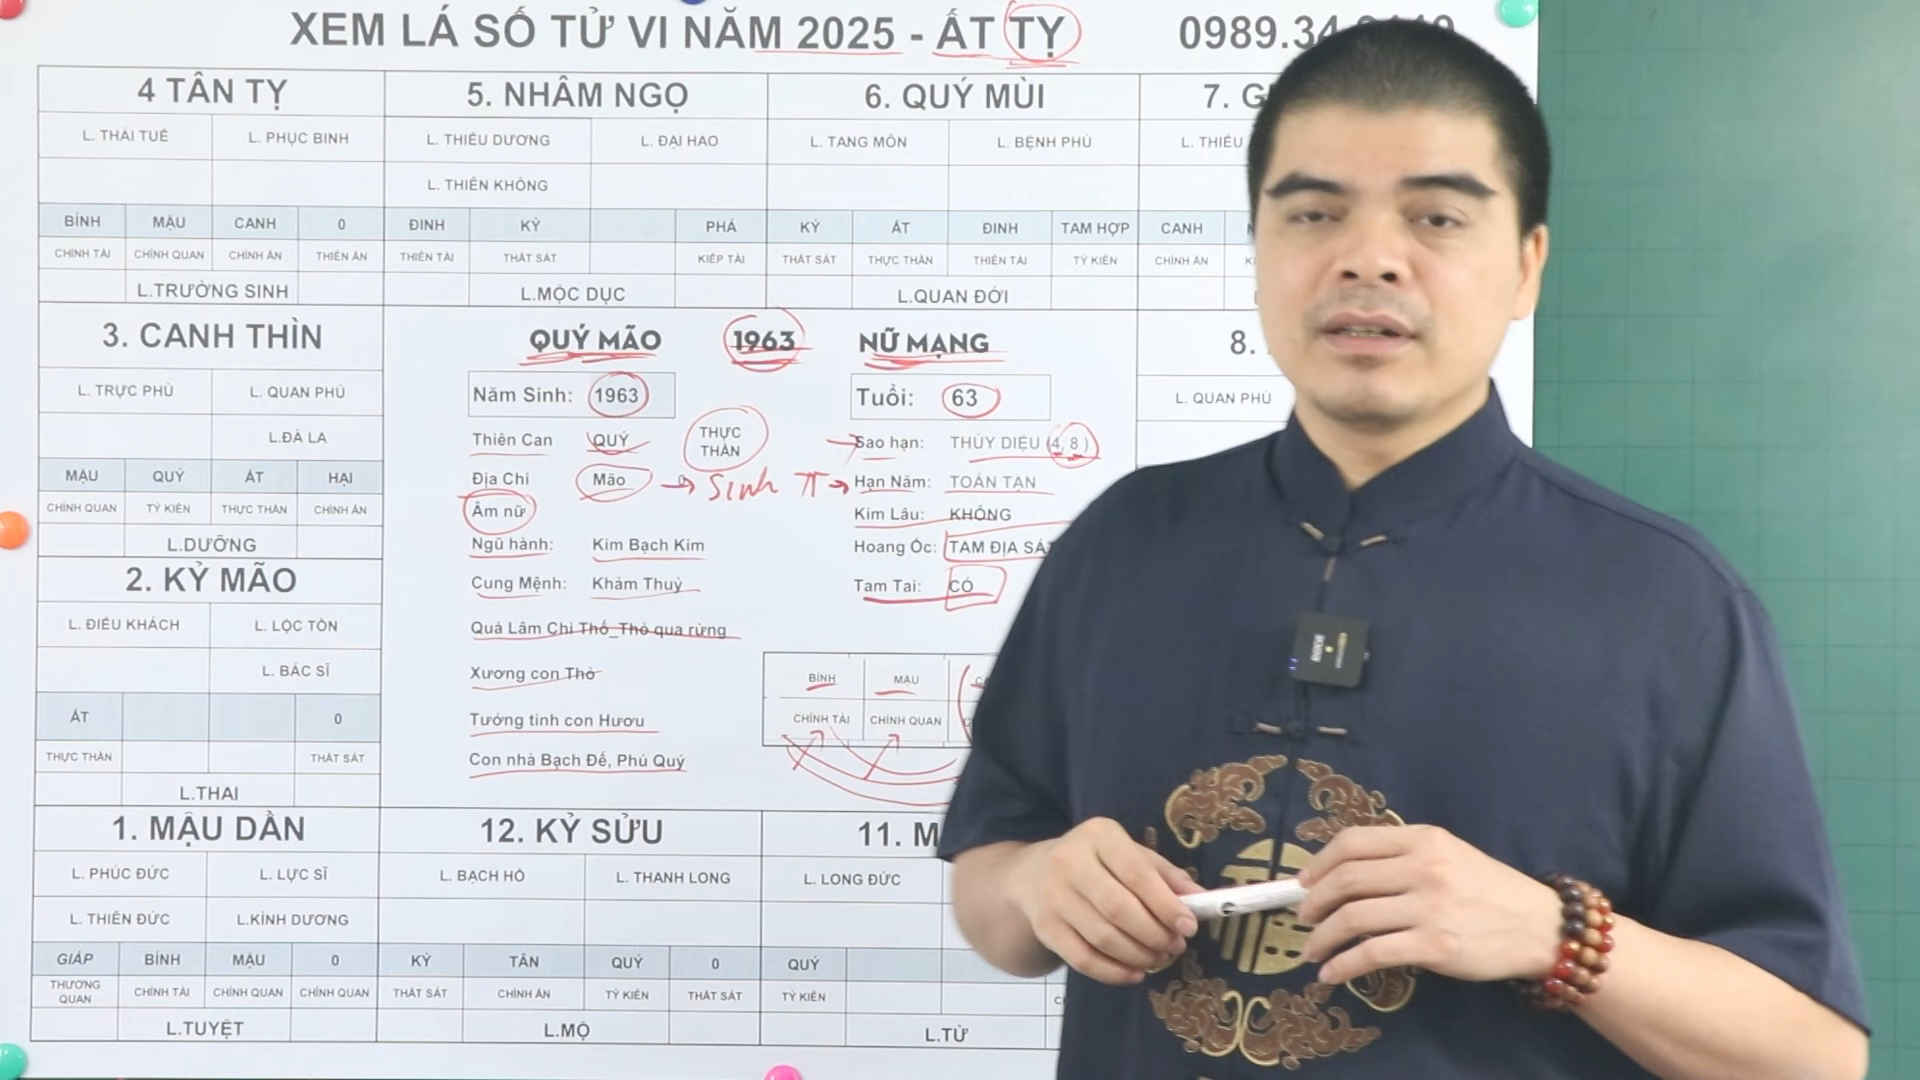 XEM LÁ SỐ TỬ VI NĂM 2025 - ẤT TỴ
0989.34
4 TÂN TỴ
5. NHÂM NGỌ
6. QUÝ MÙI
7.
L. THÁI TUẾ
L. PHỤC BINH
L. THIẾU DƯƠNG
L. ĐẠI HAO
L. TANG MÔN
L. BỆNH PHÙ
L. THIẾU
L. THIÊN KHÔNG
BÍNH
MẬU
CANH
0
ĐINH
KỶ
PHÁ
KỶ
ẤT
ĐINH
TAM HỢP
CANH
CHÍNH TÀI
CHÍNH QUAN
CHÍNH ẤN
THIÊN ẤN
THIÊN TÀI
THẤT SÁT
KIẾP TÀI
THẤT SÁT
THỰC THẦN
THIÊN TÀI
TỶ KIÊN
CHÍNH ẤN
L.TRƯỜNG SINH
L.MỘC DỤC
L.QUAN ĐỚI
3. CANH THÌN
QUÝ MÃO
1963
NỮ MẠNG
8.
L. TRỰC PHÙ
L. QUAN PHỦ
Năm Sinh: 1963
Tuổi: 63
L. QUAN PHÙ
L.ĐÀ LA
Thiên Can QUÝ
THỰC
THẦN
Sao hạn: THỦY DIỆU (4, 8 )
MẬU
QUÝ
ẤT
HẠI
Địa Chi Mão
Sinh
Hạn Năm: TOÁN TẬN
CHÍNH QUAN
TỶ KIÊN
THỰC THẦN
CHÍNH ẤN
Âm nữ
Kim Lâu: KHÔNG
L.DƯỠNG
Ngũ hành: Kim Bạch Kim
Hoang Ốc: TAM ĐỊA SÁT
2. KỶ MÃO
Cung Mệnh: Khảm Thuỷ
Tam Tai: CÓ
L. ĐIẾU KHÁCH
L. LỘC TỒN
Quá Lâm Chi Thố_Thỏ qua rừng
L. BÁC SĨ
Xương con Thỏ
BÍNH
MẬU
ẤT
0
Tướng tinh con Hươu
CHÍNH TÀI
CHÍNH QUAN
THỰC THẦN
THẤT SÁT
Con nhà Bạch Đế, Phú Quý
L.THAI
1. MẬU DẦN
12. KỶ SỬU
11. M
L. PHÚC ĐỨC
L. LỰC SĨ
L. BẠCH HỔ
L. THANH LONG
L. LONG ĐỨC
L. THIÊN ĐỨC
L.KÌNH DƯƠNG
GIÁP
BÍNH
MẬU
0
KỶ
TÂN
QUÝ
0
QUÝ
THƯƠNG
QUAN
CHÍNH TÀI
CHÍNH QUAN
CHÍNH QUAN
THẤT SÁT
CHÍNH ẤN
TỶ KIÊN
THẤT SÁT
TỶ KIÊN
L.TUYỆT
L.MỘ
L.TỬ